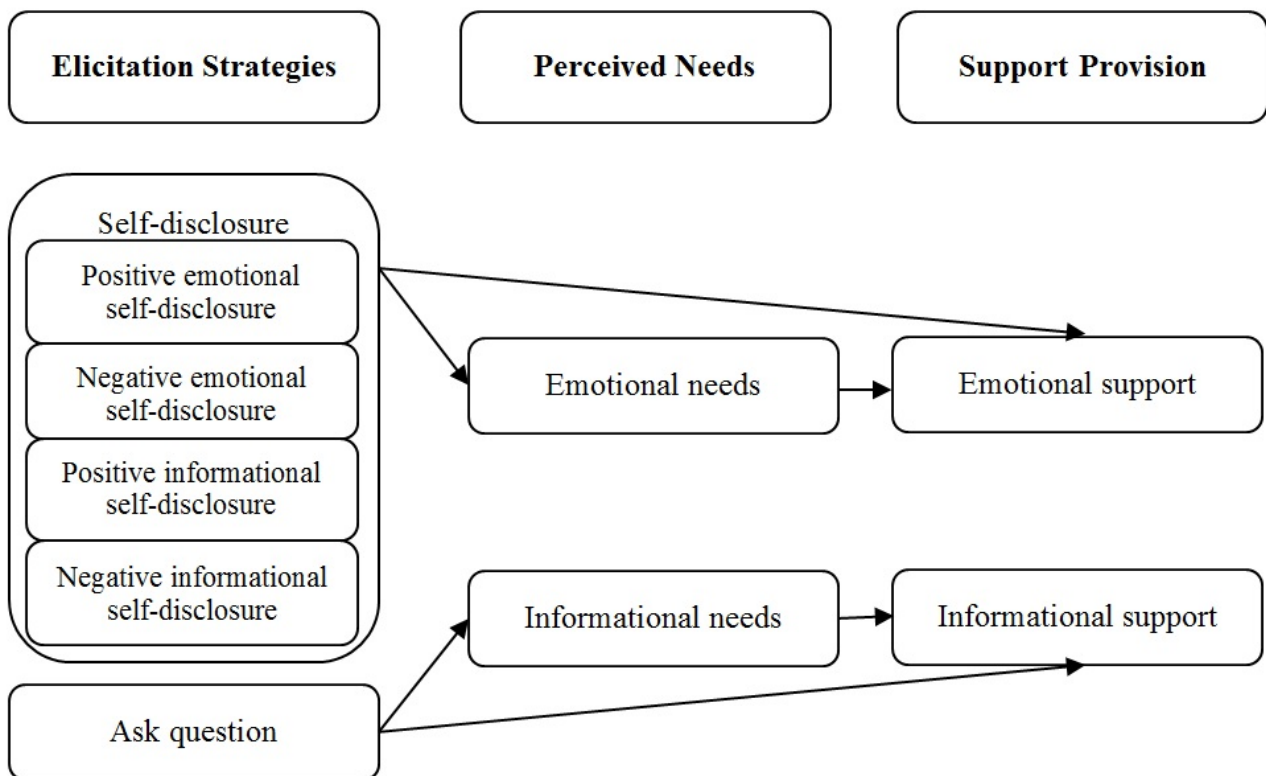 Elicitation Strategies
Perceived Needs
Support Provision
Self-disclosure
Positive emotional
self-disclosure
Negative emotional
self-disclosure
Positive informational
self-disclosure
Negative informational
self-disclosure
Ask question
Emotional needs
Emotional support
Informational needs
Informational support